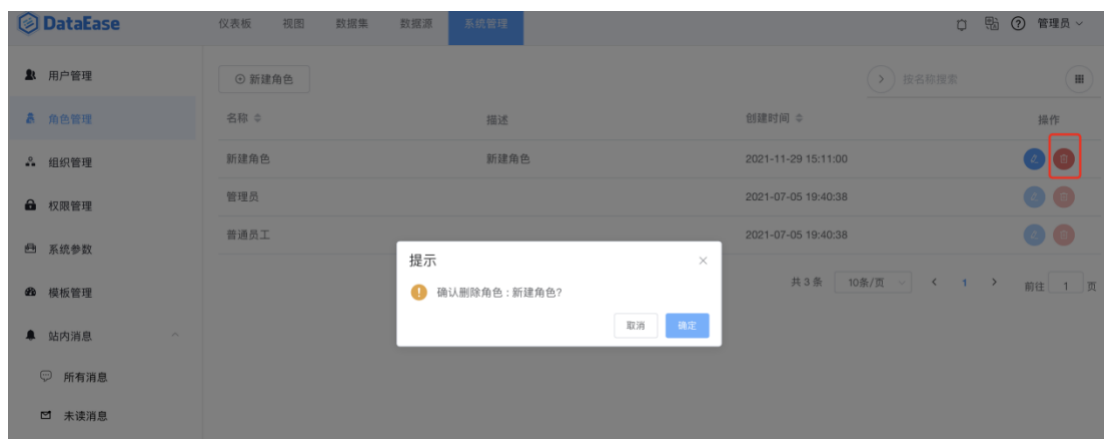 DataEase 仪表板 视图 数据集 数据源 系统管理 管理员
用户管理
角色管理
组织管理
权限管理
系统参数
模板管理
站内消息
所有消息
未读消息
新建角色 按名称搜索
名称 描述 创建时间 操作
新建角色 新建角色 2021-11-29 15:11:00
管理员 2021-07-05 19:40:38
普通员工 2021-07-05 19:40:38
共 3 条 10条/页 1 前往 1 页
提示
确认删除角色 : 新建角色?
取消 确定